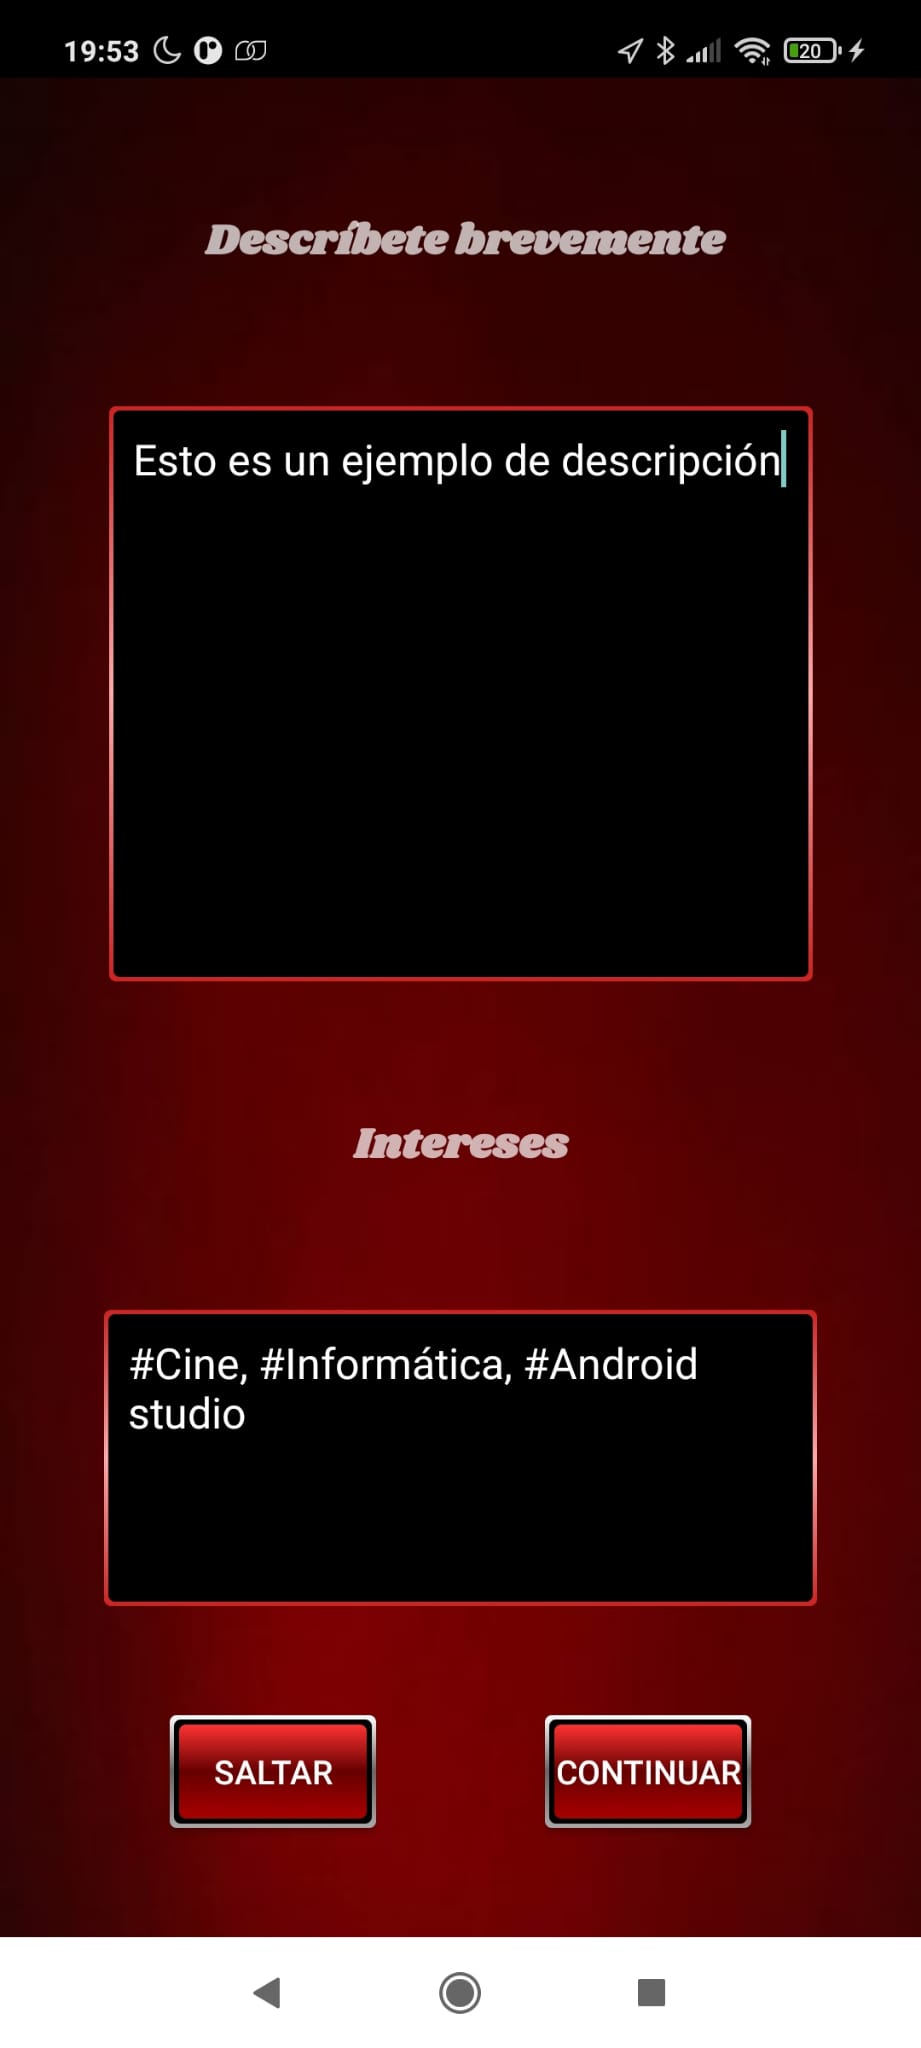 19:53
20
Descríbete brevemente
Esto es un ejemplo de descripción
Intereses
#Cine, #Informática, #Android
studio
SALTAR
CONTINUAR